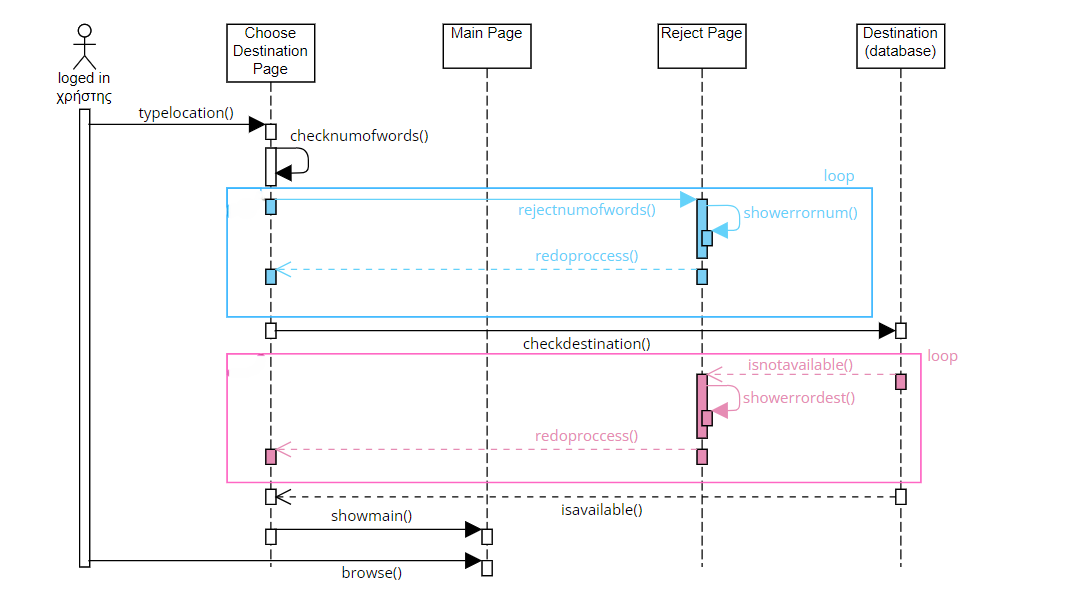 Choose
Destination
Page
Main Page
Reject Page
Destination
(database)
loged in
χρήστης
typelocation()
checknumofwords()
loop
rejectnumofwords()
showerrornum()
redoproccess()
checkdestination()
loop
isnotavailable()
showerrordest()
redoproccess()
isavailable()
showmain()
browse()